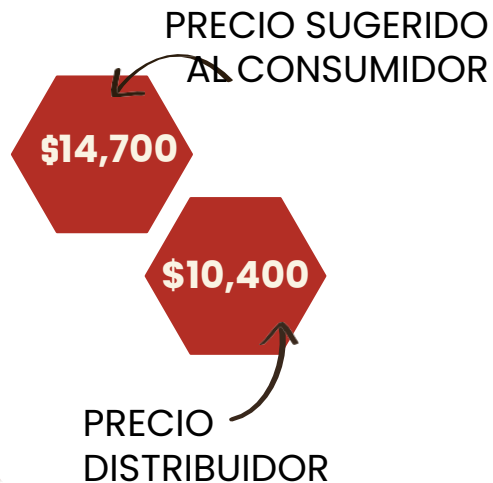 PRECIO SUGERIDO
AL CONSUMIDOR
$14,700
$10,400
PRECIO
DISTRIBUIDOR